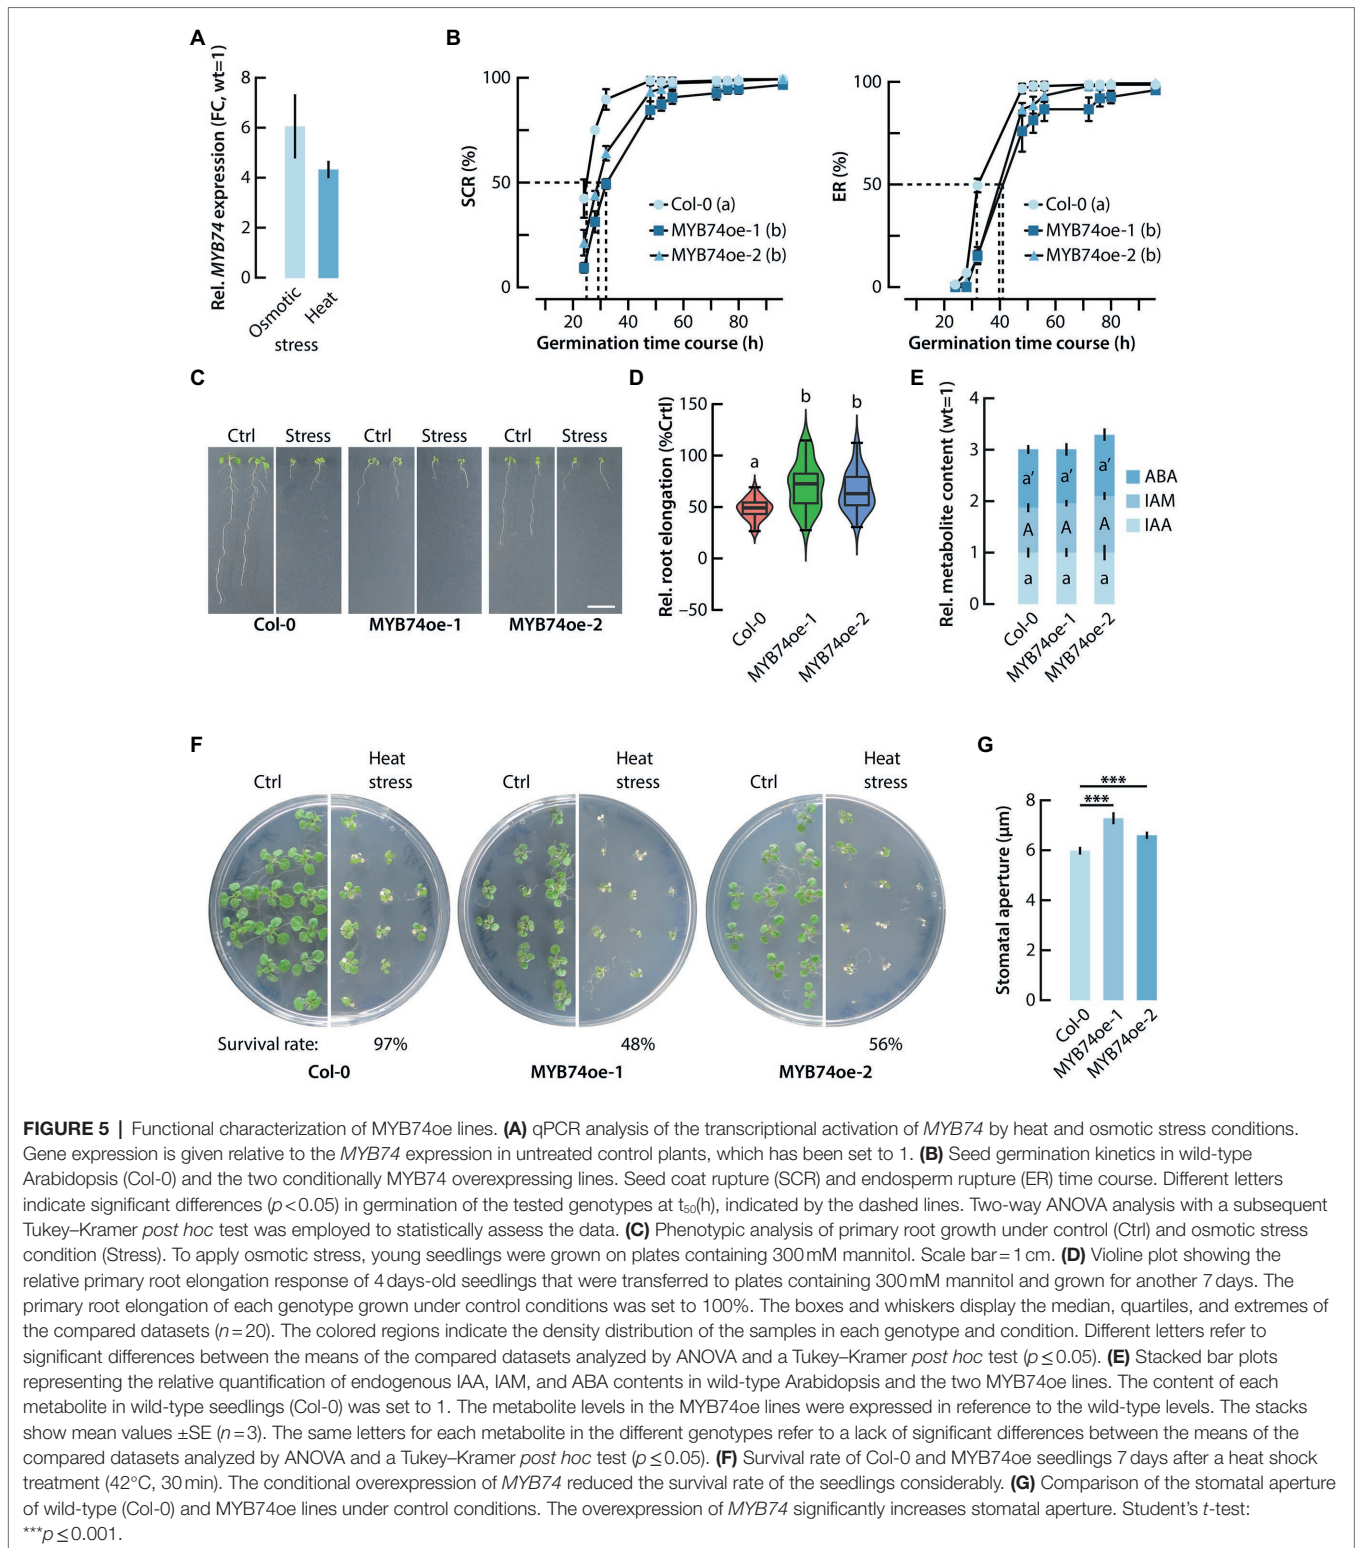 A
Rel. MYB74 expression (FC, wt=1)
8
6
4
2
0
Osmotic
Heat
stress
B
SCR (%)
100
50
0
Col-0 (a)
MYB74oe-1 (b)
MYB74oe-2 (b)
20 40 60 80
Germination time course (h)
ER (%)
100
50
0
Col-0 (a)
MYB74oe-1 (b)
MYB74oe-2 (b)
20 40 60 80
Germination time course (h)
C
Ctrl Stress Ctrl Stress Ctrl Stress
Col-0 MYB74oe-1 MYB74oe-2
D
Rel. root elongation (%Crtl)
150
100
50
0
−50
a
b
b
Col-0
MYB74oe-1
MYB74oe-2
E
Rel. metabolite content (wt=1)
4
3
2
1
0
a' a' a'
A A A
a a a
ABA
IAM
IAA
Col-0
MYB74oe-1
MYB74oe-2
F
Ctrl Heat stress Ctrl Heat stress Ctrl Heat stress
Survival rate: 97% 48% 56%
Col-0 MYB74oe-1 MYB74oe-2
G
Stomatal aperture (µm)
8
6
4
2
0
***
***
Col-0
MYB74oe-1
MYB74oe-2
FIGURE 5 | Functional characterization of MYB74oe lines. (A) qPCR analysis of the transcriptional activation of MYB74 by heat and osmotic stress conditions.
Gene expression is given relative to the MYB74 expression in untreated control plants, which has been set to 1. (B) Seed germination kinetics in wild-type
Arabidopsis (Col-0) and the two conditionally MYB74 overexpressing lines. Seed coat rupture (SCR) and endosperm rupture (ER) time course. Different letters
indicate significant differences (p<0.05) in germination of the tested genotypes at t50(h), indicated by the dashed lines. Two-way ANOVA analysis with a subsequent
Tukey–Kramer post hoc test was employed to statistically assess the data. (C) Phenotypic analysis of primary root growth under control (Ctrl) and osmotic stress
condition (Stress). To apply osmotic stress, young seedlings were grown on plates containing 300mM mannitol. Scale bar=1cm. (D) Violine plot showing the
relative primary root elongation response of 4days-old seedlings that were transferred to plates containing 300mM mannitol and grown for another 7days. The
primary root elongation of each genotype grown under control conditions was set to 100%. The boxes and whiskers display the median, quartiles, and extremes of
the compared datasets (n=20). The colored regions indicate the density distribution of the samples in each genotype and condition. Different letters refer to
significant differences between the means of the compared datasets analyzed by ANOVA and a Tukey–Kramer post hoc test (p≤0.05). (E) Stacked bar plots
representing the relative quantification of endogenous IAA, IAM, and ABA contents in wild-type Arabidopsis and the two MYB74oe lines. The content of each
metabolite in wild-type seedlings (Col-0) was set to 1. The metabolite levels in the MYB74oe lines were expressed in reference to the wild-type levels. The stacks
show mean values ±SE (n=3). The same letters for each metabolite in the different genotypes refer to a lack of significant differences between the means of the
compared datasets analyzed by ANOVA and a Tukey–Kramer post hoc test (p≤0.05). (F) Survival rate of Col-0 and MYB74oe seedlings 7days after a heat shock
treatment (42°C, 30min). The conditional overexpression of MYB74 reduced the survival rate of the seedlings considerably. (G) Comparison of the stomatal aperture
of wild-type (Col-0) and MYB74oe lines under control conditions. The overexpression of MYB74 significantly increases stomatal aperture. Student's t-test:
***p≤0.001.